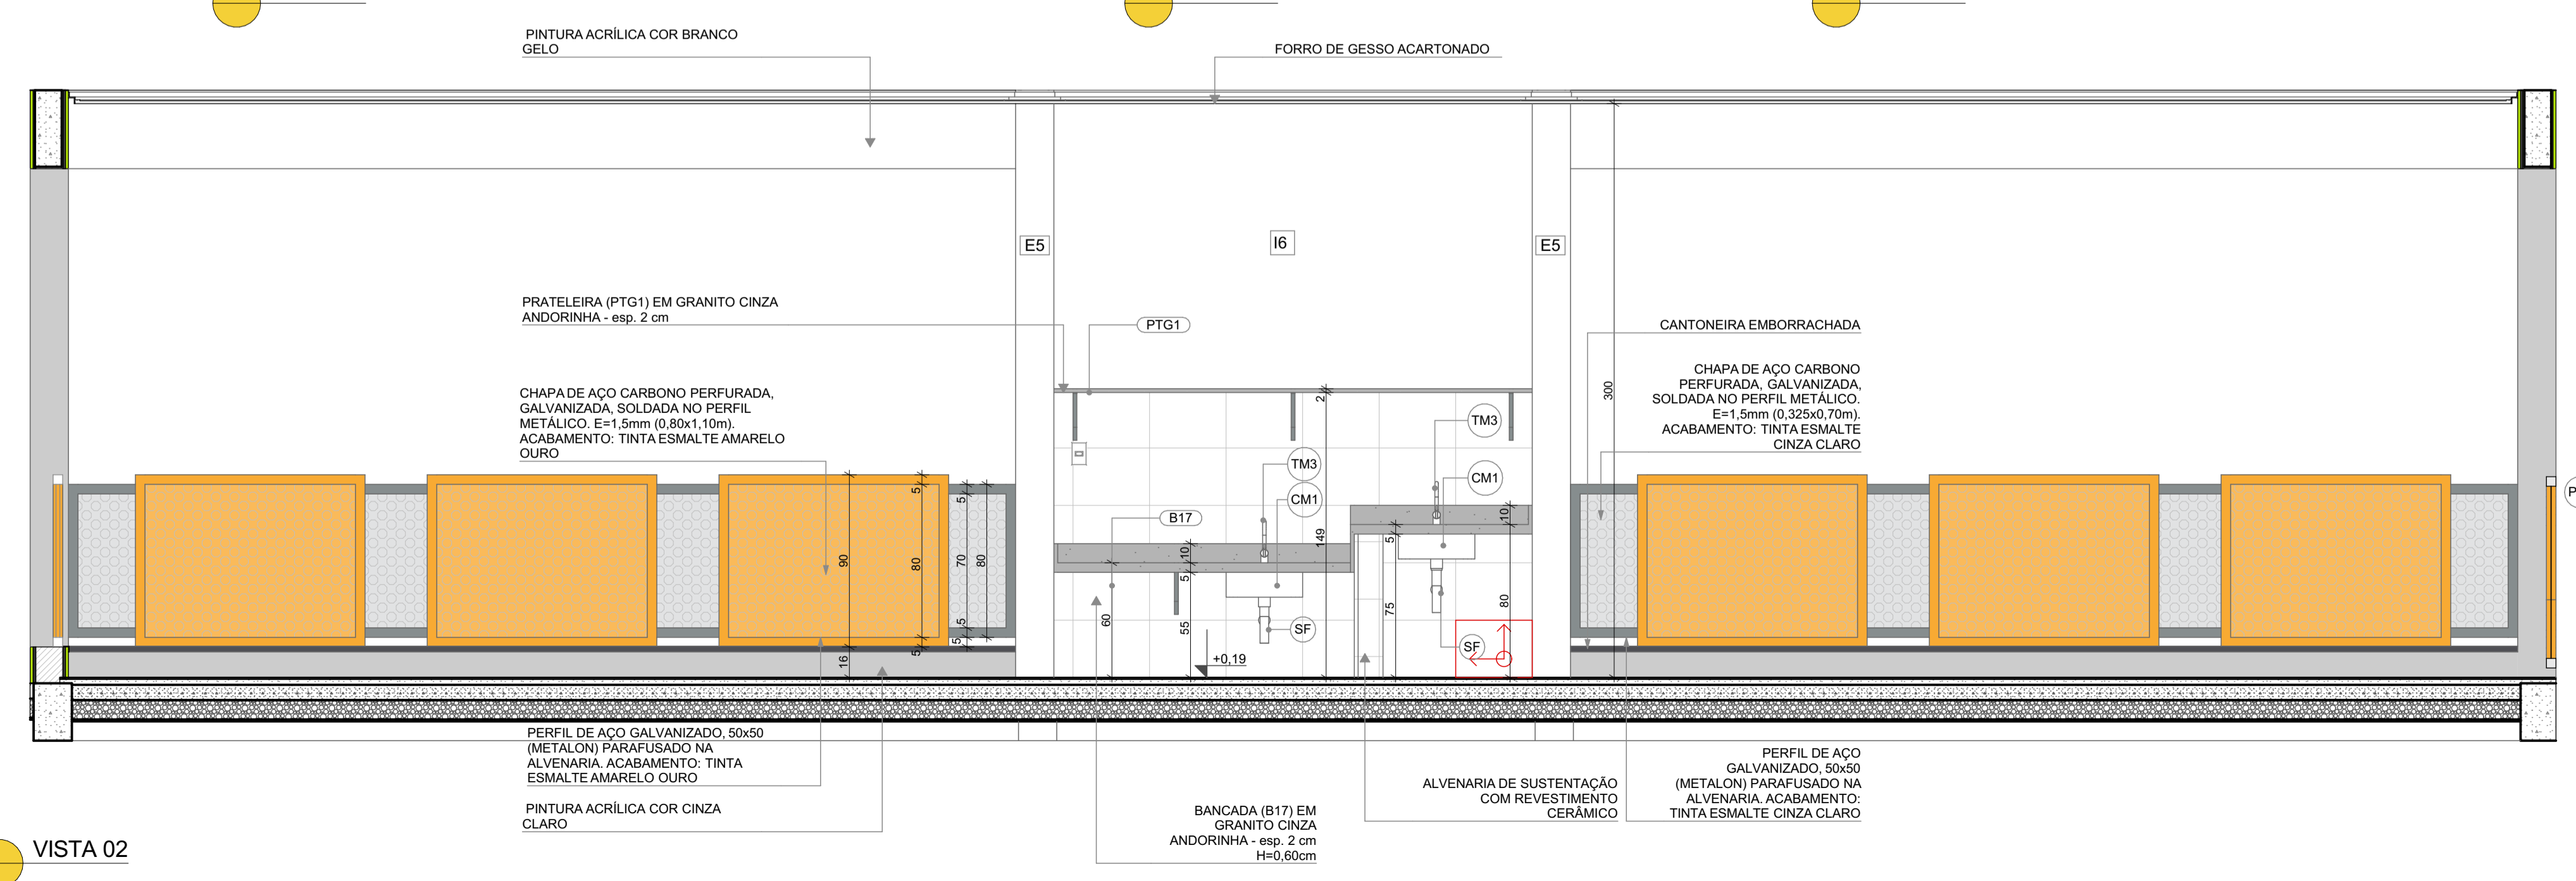 PINTURA ACRÍLICA COR BRANCO
GELO
FORRO DE GESSO ACARTONADO
E5
I6
E5
PRATELEIRA (PTG1) EM GRANITO CINZA
ANDORINHA - esp. 2 cm
PTG1
CANTONEIRA EMBORRACHADA
CHAPA DE AÇO CARBONO PERFURADA,
GALVANIZADA, SOLDADA NO PERFIL
METÁLICO. E=1,5mm (0,80x1,10m).
ACABAMENTO: TINTA ESMALTE AMARELO
OURO
CHAPA DE AÇO CARBONO
PERFURADA, GALVANIZADA,
SOLDADA NO PERFIL METÁLICO.
E=1,5mm (0,325x0,70m).
ACABAMENTO: TINTA ESMALTE
CINZA CLARO
300
2
TM3
TM3
CM1
CM1
B17
149
10
5
10
5
60
55
75
80
SF
SF
+0,19
90
16
5
80
5
5
70
5
5
80
P
PERFIL DE AÇO GALVANIZADO, 50x50
(METALON) PARAFUSADO NA
ALVENARIA. ACABAMENTO: TINTA
ESMALTE AMARELO OURO
PINTURA ACRÍLICA COR CINZA
CLARO
BANCADA (B17) EM
GRANITO CINZA
ANDORINHA - esp. 2 cm
H=0,60cm
ALVENARIA DE SUSTENTAÇÃO
COM REVESTIMENTO
CERÂMICO
PERFIL DE AÇO
GALVANIZADO, 50x50
(METALON) PARAFUSADO NA
ALVENARIA. ACABAMENTO:
TINTA ESMALTE CINZA CLARO
VISTA 02